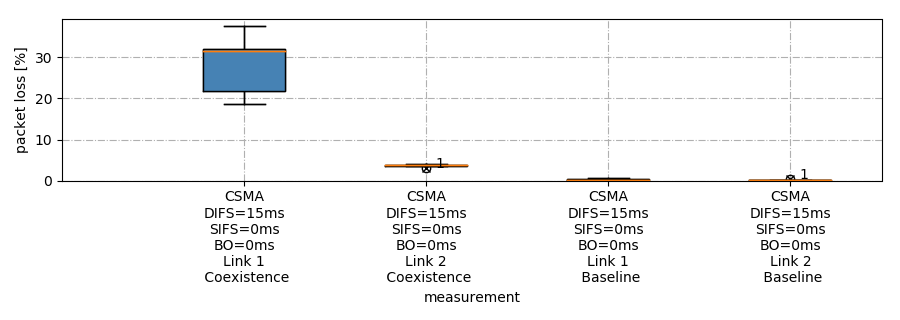 packet loss [%]
30
20
10
0
1
1
CSMA
DIFS=15ms
SIFS=0ms
BO=0ms
Link 1
Coexistence
CSMA
DIFS=15ms
SIFS=0ms
BO=0ms
Link 2
Coexistence
CSMA
DIFS=15ms
SIFS=0ms
BO=0ms
Link 1
Baseline
CSMA
DIFS=15ms
SIFS=0ms
BO=0ms
Link 2
Baseline
measurement